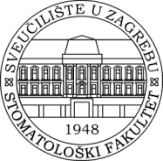 SVEUČILIŠTE U ZAGREBU
STOMATOLOŠKI FAKULTET
1948